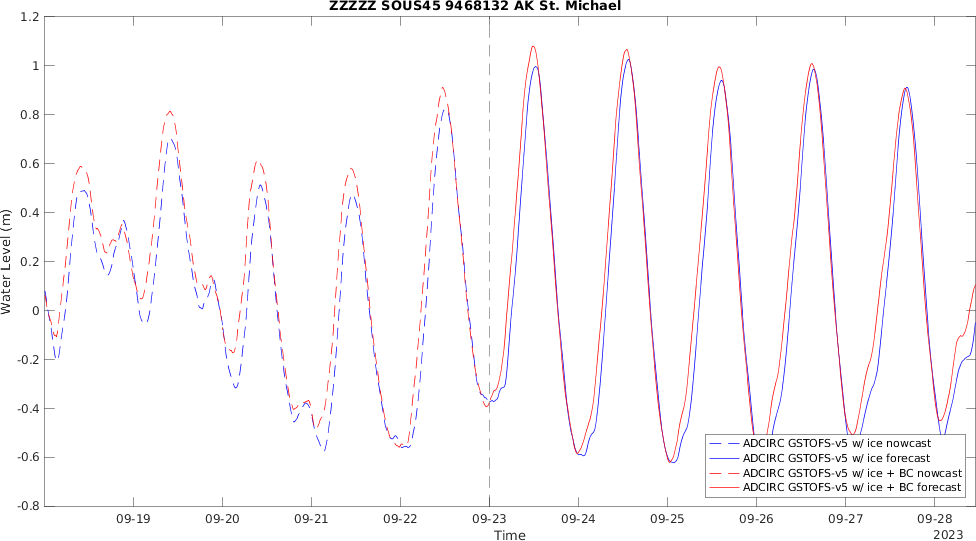 ZZZZZ SOUS45 9468132 AK St. Michael
1.2
1
0.8
0.6
0.4
0.2
0
-0.2
-0.4
-0.6
-0.8
Water Level (m)
ADCIRC GSTOFS-v5 w/ ice nowcast
ADCIRC GSTOFS-v5 w/ ice forecast
ADCIRC GSTOFS-v5 w/ ice + BC nowcast
ADCIRC GSTOFS-v5 w/ ice + BC forecast
09-19 09-20 09-21 09-22 09-23 09-24 09-25 09-26 09-27 09-28
Time
2023